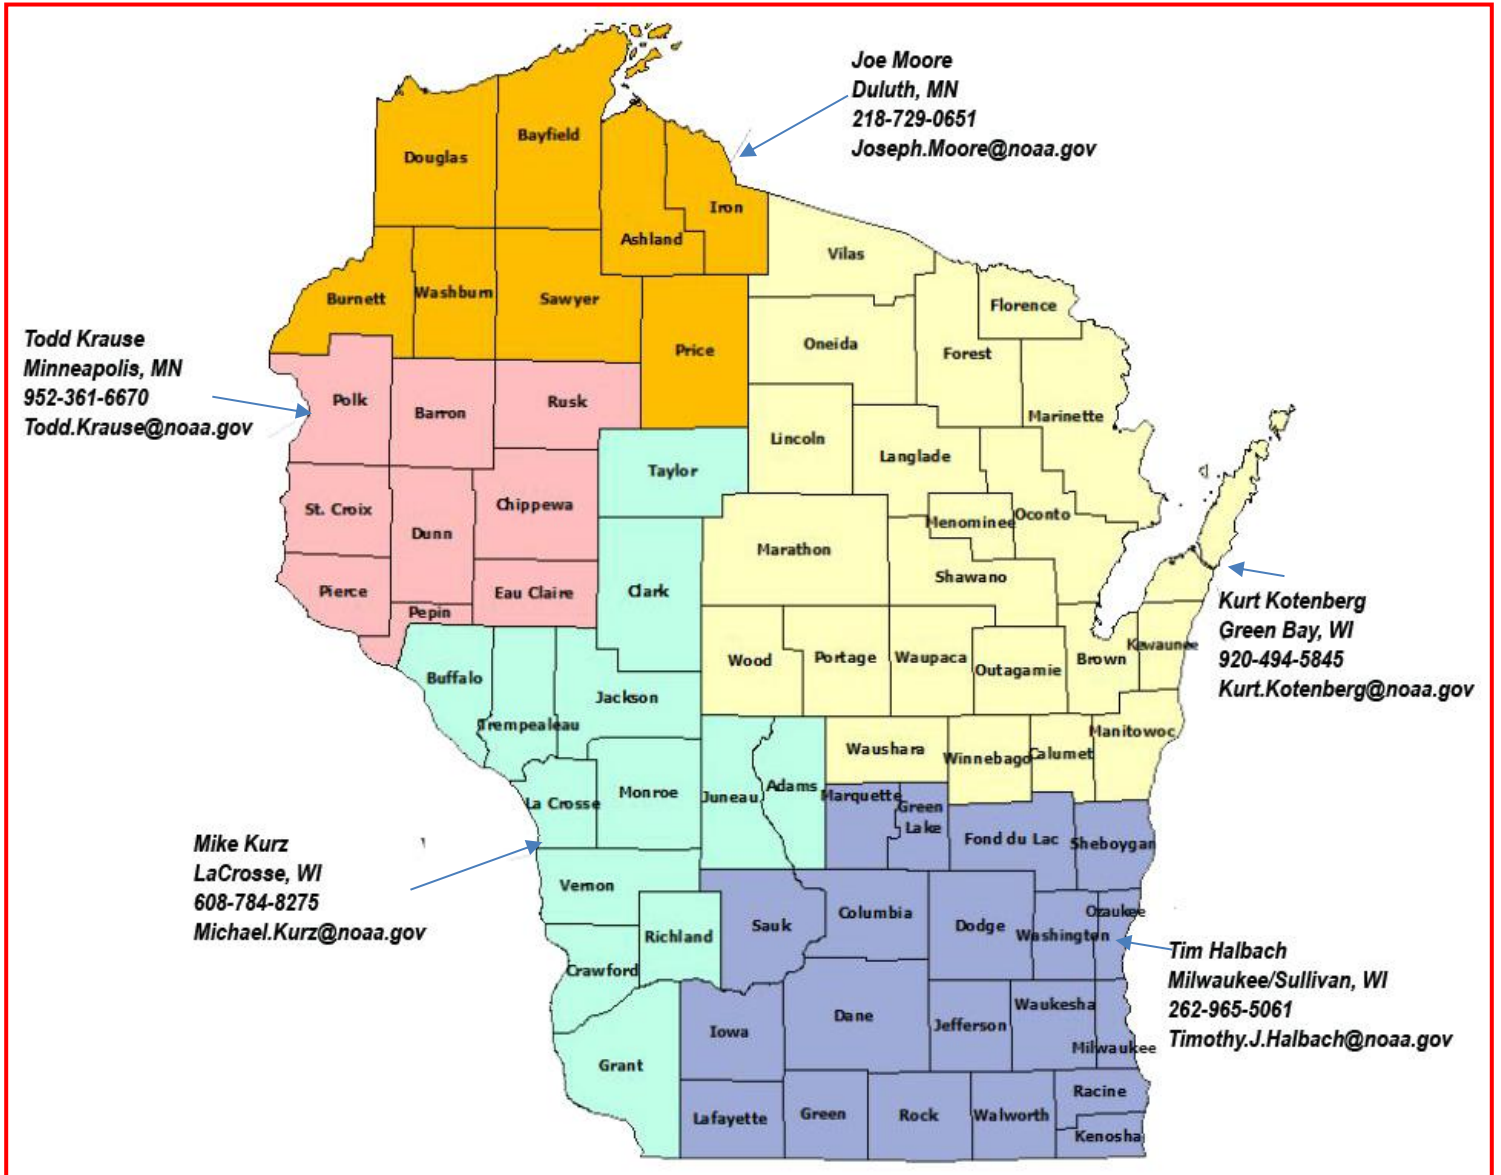 Joe Moore
Duluth, MN
218-729-0651
Joseph.Moore@noaa.gov
Bayfield
Douglas
Iron
Ashland
Vilas
Burnett
Washburn
Sawyer
Florence
Todd Krause
Minneapolis, MN
952-361-6670
Todd.Krause@noaa.gov
Price
Oneida
Forest
Polk
Barron
Rusk
Marinette
Lincoln
Langlade
Taylor
St. Croix
Dunn
Chippewa
Menominee
Oconto
Marathon
Shawano
Pierce
Pepin
Eau Claire
Clark
Kurt Kotenberg
Green Bay, WI
920-494-5845
Kurt.Kotenberg@noaa.gov
Wood
Portage
Waupaca
Outagamie
Brown
Kewaunee
Buffalo
Trempealeau
Jackson
Waushara
Winnebago
Calumet
Manitowoc
La Crosse
Monroe
Juneau
Adams
Marquette
Green
Lake
Fond du Lac
Sheboygan
Mike Kurz
LaCrosse, WI
608-784-8275
Michael.Kurz@noaa.gov
Vernon
Richland
Sauk
Columbia
Dodge
Washington
Ozaukee
Crawford
Tim Halbach
Milwaukee/Sullivan, WI
262-965-5061
Timothy.J.Halbach@noaa.gov
Grant
Iowa
Dane
Jefferson
Waukesha
Milwaukee
Lafayette
Green
Rock
Walworth
Racine
Kenosha